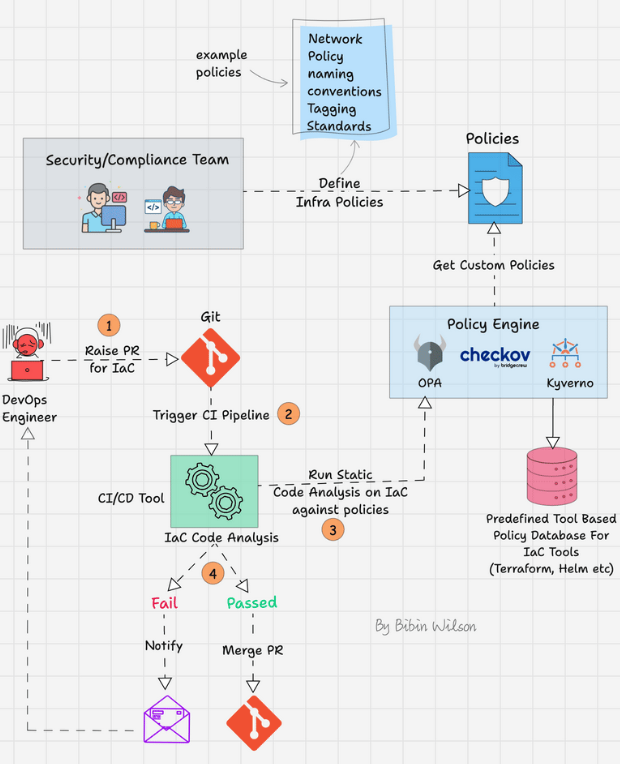 example
policies
Network
Policy
naming
conventions
Tagging
Standards
Security/Compliance Team
Policies
Define
Infra Policies
Get Custom Policies
Policy Engine
OPA
checkov
by bridgecrew
Kyverno
1
Git
Raise PR
for IaC
DevOps
Engineer
Trigger CI Pipeline
2
CI/CD Tool
Run Static
Code Analysis on IaC
against policies
3
IaC Code Analysis
Predefined Tool Based
Policy Database For
IaC Tools
(Terraform, Helm etc)
4
Fail
Passed
Notify
Merge PR
By Bibin Wilson